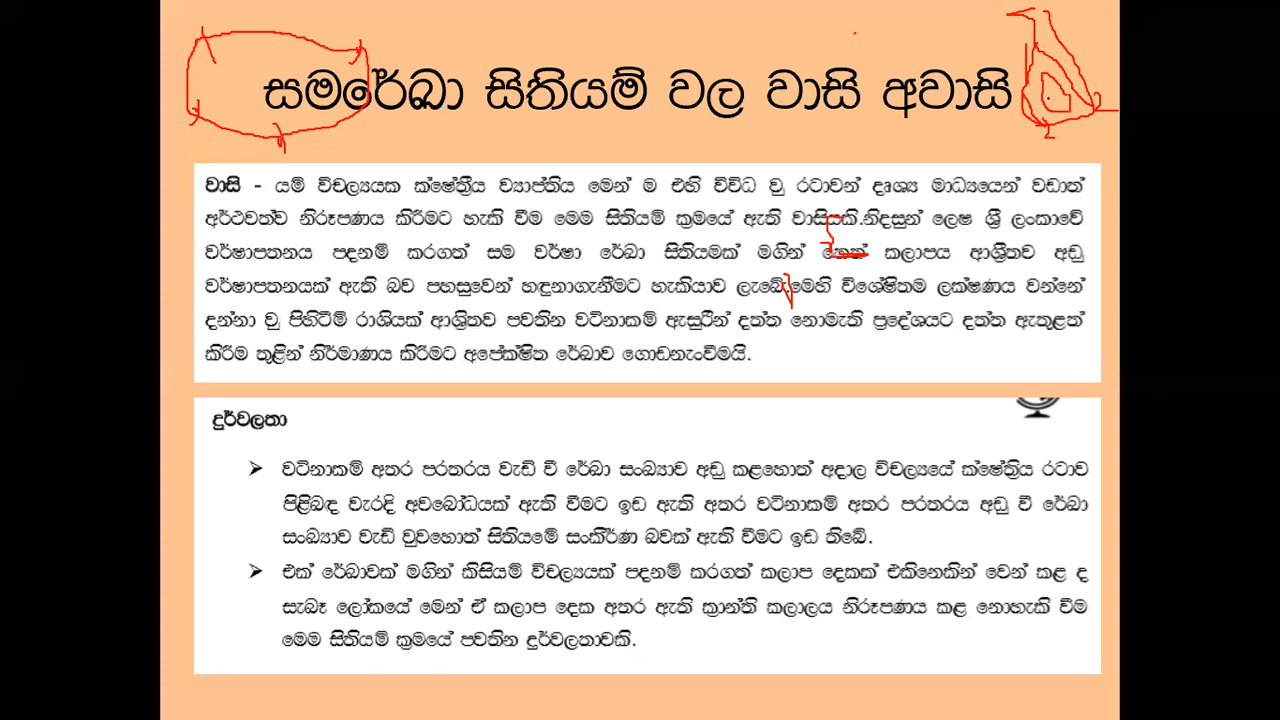 සමරේඛා සිතියම් වල වාසි අවාසි
වාසි - යම් විචල්‍යයක ක්ෂේත්‍රීය ව්‍යාප්තිය මෙන් ම එහි විවිධ වු රටාවන් දෘශ්‍ය මාධ්‍යයෙන් වඩාත්
අර්ථවත්ව නිරූපණය කිරීමට හැකි වීම මෙම සිතියම් ක්‍රමයේ ඇති වාසියකි.නිදසුන් ලෙෂ ශ්‍රී ලංකාවේ
වර්ෂාපතනය පදනම් කරගත් සම වර්ෂා රේඛා සිතියමක් මගින් තෙත් කලාපය ආශ්‍රිතව අඩු
වර්ෂාපතනයක් ඇති බව පහසුවෙන් හඳුනාගැනීමට හැකියාව ලැබේ.මෙහි විශේෂිතම ලක්ෂණය වන්නේ
දන්නා වු පිහිටීම් රාශියක් ආශ්‍රිතව පවතින වටිනාකම් ඇසුරින් දත්ත නොමැති ප්‍රදේශයට දත්ත ඇතුළත්
කිරීම තුළින් නිර්මාණය කිරීමට අපේක්ෂිත රේඛාව ගොඩනැංවීමයි.
දුර්වලතා
➢ වටිනාකම් අතර පරතරය වැඩි වී රේඛා සංඛ්‍යාව අඩු කළහොත් අදාල විචල්‍යයේ ක්ෂේත්‍රිය රටාව
පිළිබඳ වැරදි අවබෝධයක් ඇති වීමට ඉඩ ඇති අතර වටිනාකම් අතර පරතරය අඩු වී රේඛා
සංඛ්‍යාව වැඩි වුවහොත් සිතියමේ සංකීර්ණ බවක් ඇති වීමට ඉඩ තිබේ.
➢ එක් රේඛාවක් මගින් කිසියම් විචල්‍යයක් පදනම් කරගත් කලාප දෙකක් එකිනෙකින් වෙන් කළ ද
සැබෑ ලෝකයේ මෙන් ඒ කලාප දෙක අතර ඇති ක්‍රාන්ති කලාලය නිරූපණය කළ නොහැකි වීම
මෙම සිතියම් ක්‍රමයේ පවතින දුර්වලතාවකි.